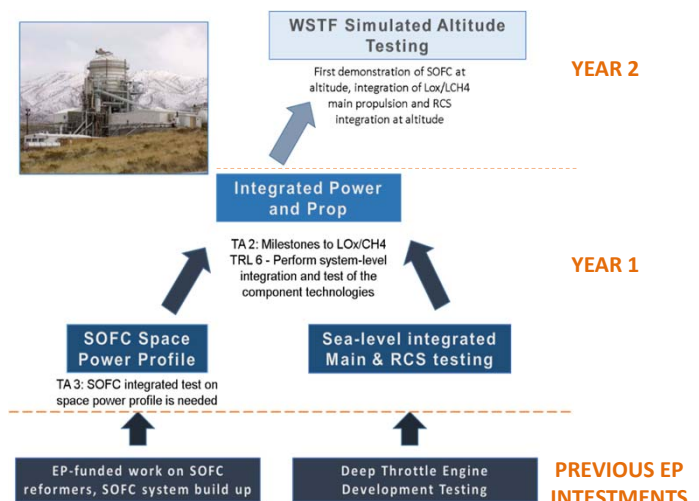 WSTF Simulated Altitude
Testing
First demonstration of SOFC at
altitude, integration of Lox/LCH4
main propulsion and RCS
integration at altitude
YEAR 2
Integrated Power
and Prop
TA 2: Milestones to LOx/CH4
TRL 6 - Perform system-level
integration and test of the
component technologies
YEAR 1
SOFC Space
Power Profile
Sea-level integrated
Main & RCS testing
TA 3: SOFC integrated test on
space power profile is needed
EP-funded work on SOFC
reformers, SOFC system build up
Deep Throttle Engine
Development Testing
PREVIOUS EP
INTESTMENTS